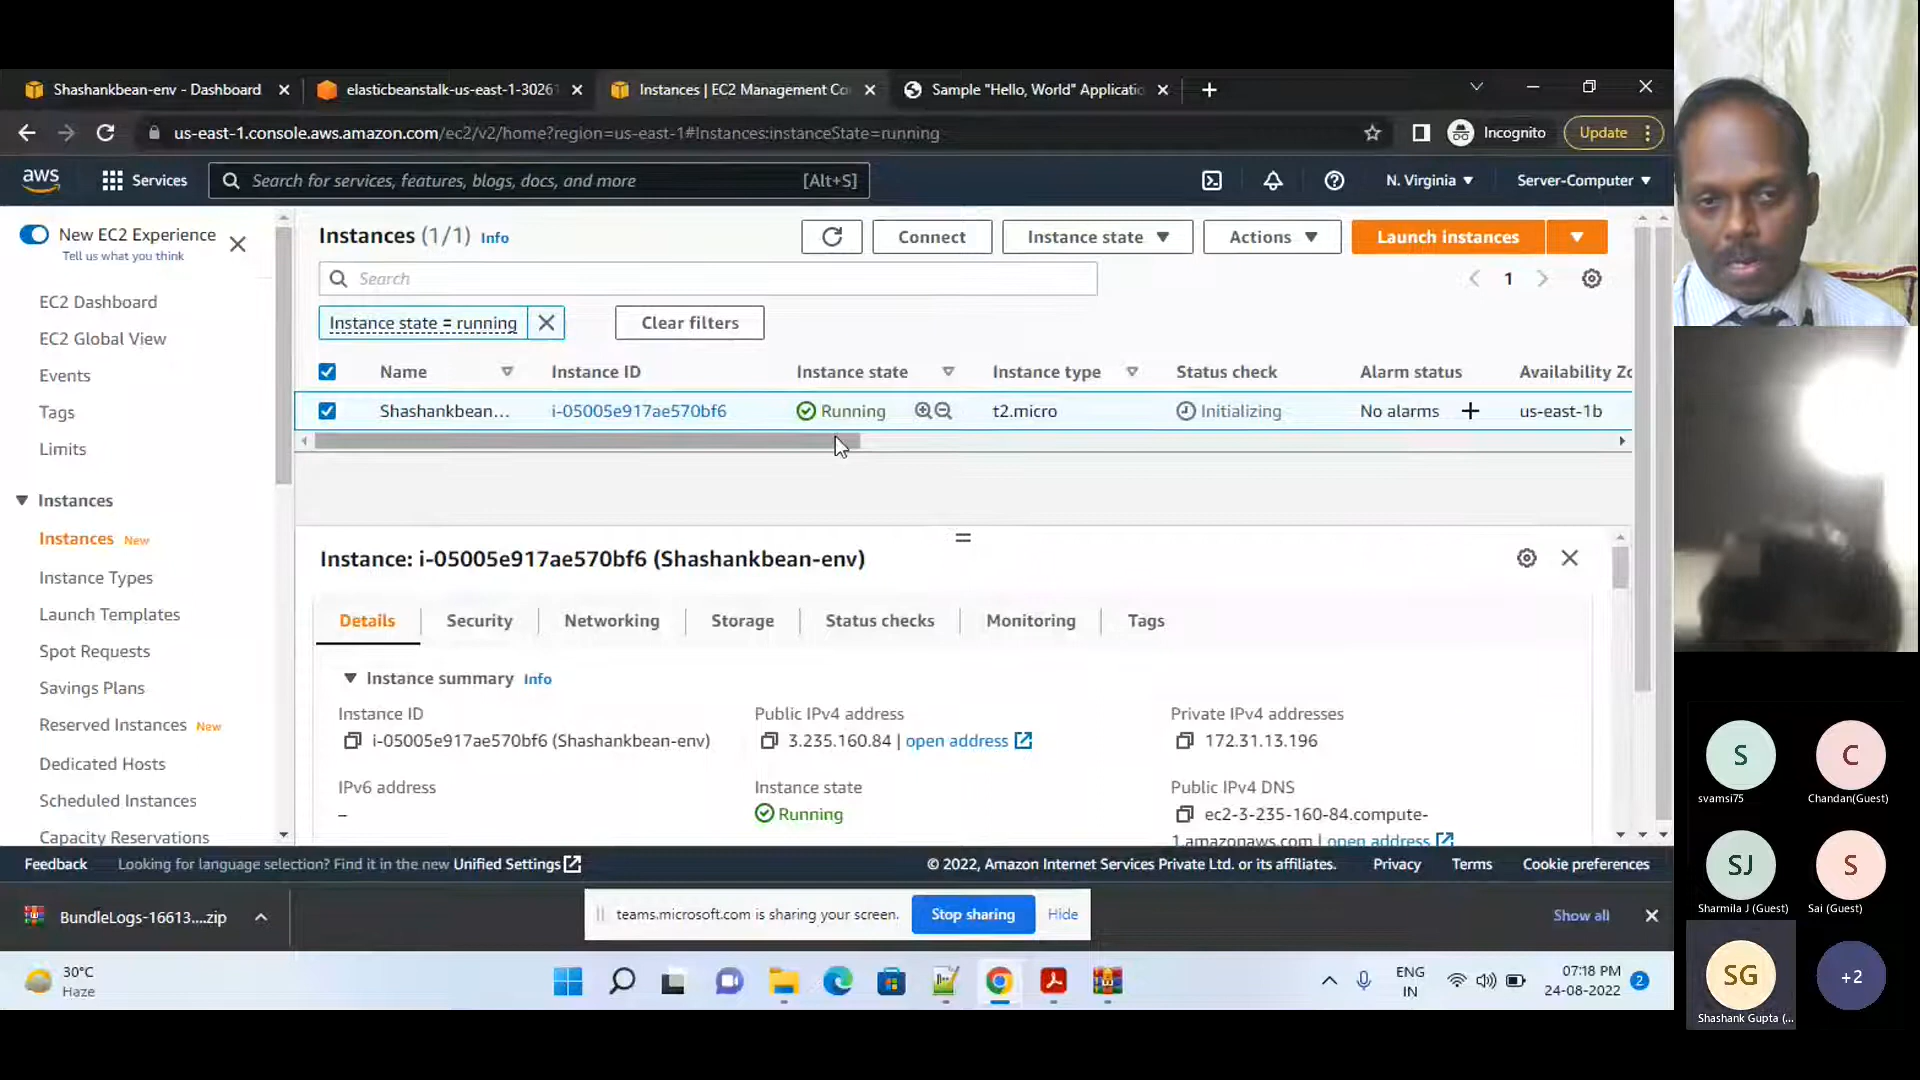 Shashankbean-env - Dashboard
elasticbeanstalk-us-east-1-30261
Instances | EC2 Management Co
Sample "Hello, World" Applicatio
us-east-1.console.aws.amazon.com/ec2/v2/home?region=us-east-1#Instances:instanceState=running
Incognito
Update
aws
Services
Search for services, features, blogs, docs, and more
[Alt+S]
N. Virginia
Server-Computer
New EC2 Experience
Tell us what you think
EC2 Dashboard
EC2 Global View
Events
Tags
Limits
Instances
Instances New
Instance Types
Launch Templates
Spot Requests
Savings Plans
Reserved Instances New
Dedicated Hosts
Scheduled Instances
Capacity Reservations
Instances (1/1) Info
Connect
Instance state
Actions
Launch instances
Search
1
Instance state = running
Clear filters
Name
Instance ID
Instance state
Instance type
Status check
Alarm status
Availability Zo
Shashankbean...
i-05005e917ae570bf6
Running
t2.micro
Initializing
No alarms
us-east-1b
Instance: i-05005e917ae570bf6 (Shashankbean-env)
Details
Security
Networking
Storage
Status checks
Monitoring
Tags
Instance summary Info
Instance ID
i-05005e917ae570bf6 (Shashankbean-env)
Public IPv4 address
3.235.160.84 | open address
Private IPv4 addresses
172.31.13.196
IPv6 address
–
Instance state
Running
Public IPv4 DNS
ec2-3-235-160-84.compute-
1.amazonaws.com | open address
Feedback
Looking for language selection? Find it in the new Unified Settings
© 2022, Amazon Internet Services Private Ltd. or its affiliates.
Privacy
Terms
Cookie preferences
BundleLogs-16613....zip
teams.microsoft.com is sharing your screen.
Stop sharing
Hide
Show all
30°C
Haze
ENG
IN
07:18 PM
24-08-2022
2
S
svamsi75
C
Chandan(Guest)
SJ
Sharmila J (Guest)
S
Sai (Guest)
SG
Shashank Gupta (...
+2